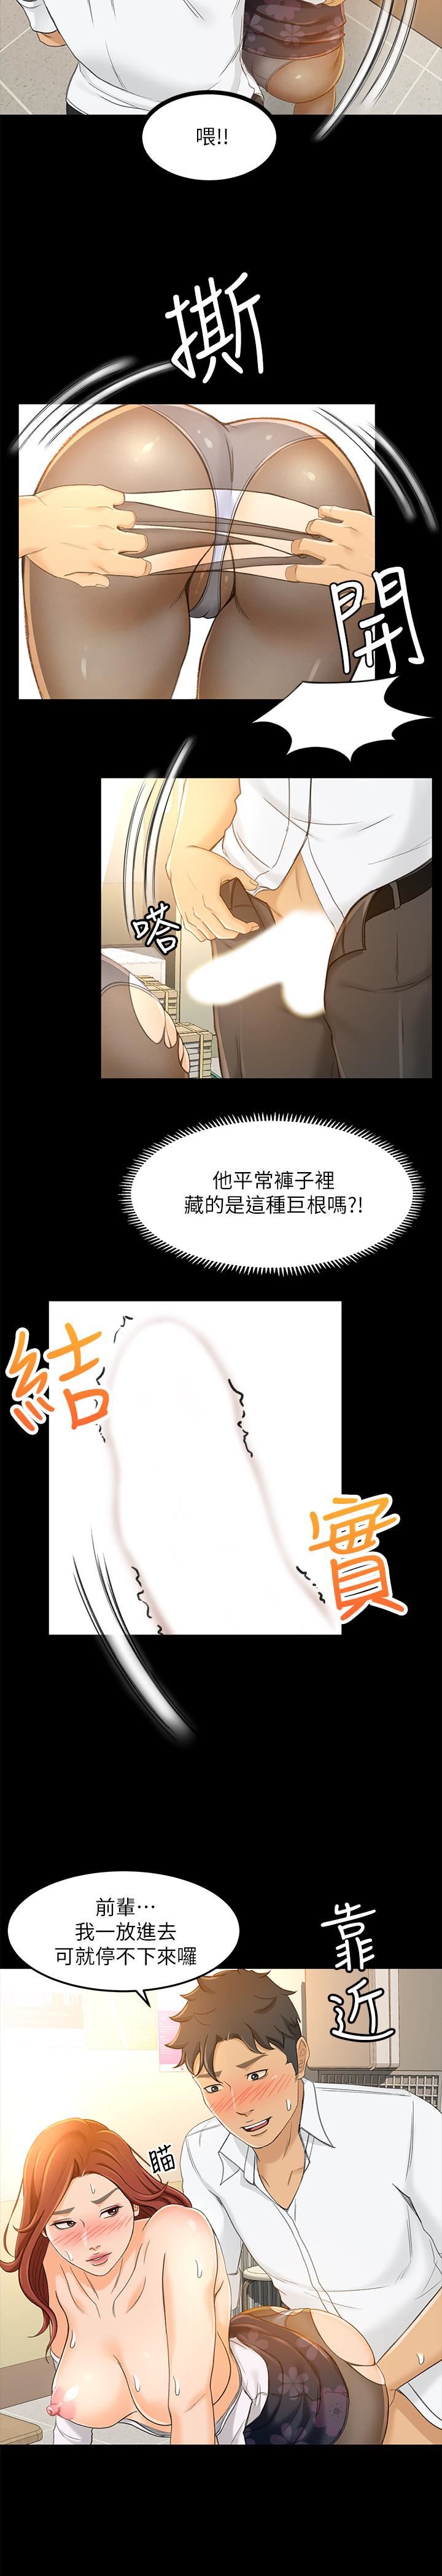 喂!!
撕
開
嗒
他平常褲子裡
藏的是這種巨根嗎?!
結
實
前輩…
我一放進去
可就停不下來囉
靠
近
瞄